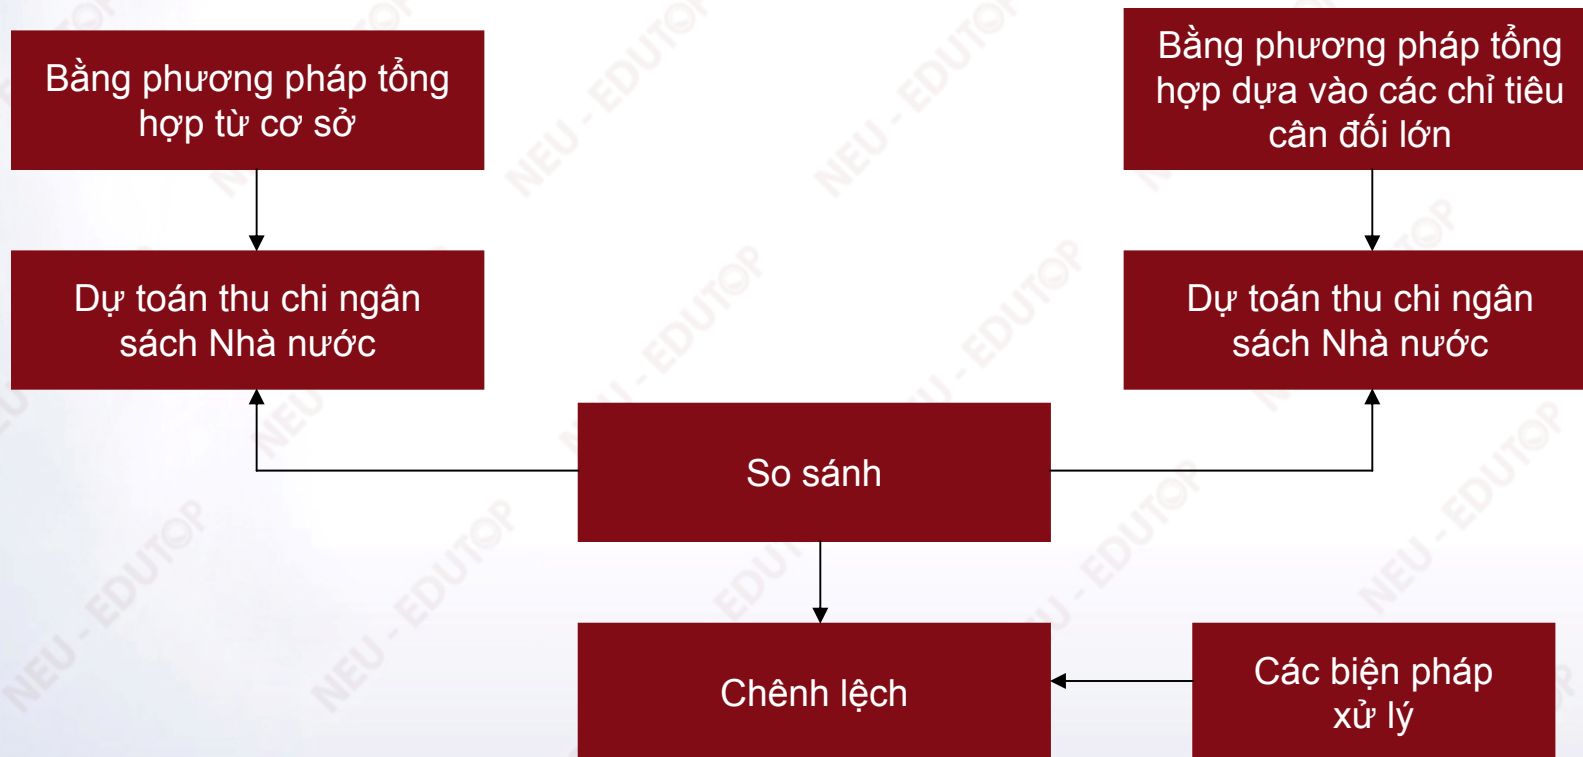 Bằng phương pháp tổng
hợp từ cơ sở
Bằng phương pháp tổng
hợp dựa vào các chỉ tiêu
cân đối lớn
Dự toán thu chi ngân
sách Nhà nước
Dự toán thu chi ngân
sách Nhà nước
So sánh
Chênh lệch
Các biện pháp
xử lý
NEU - EDUTOP